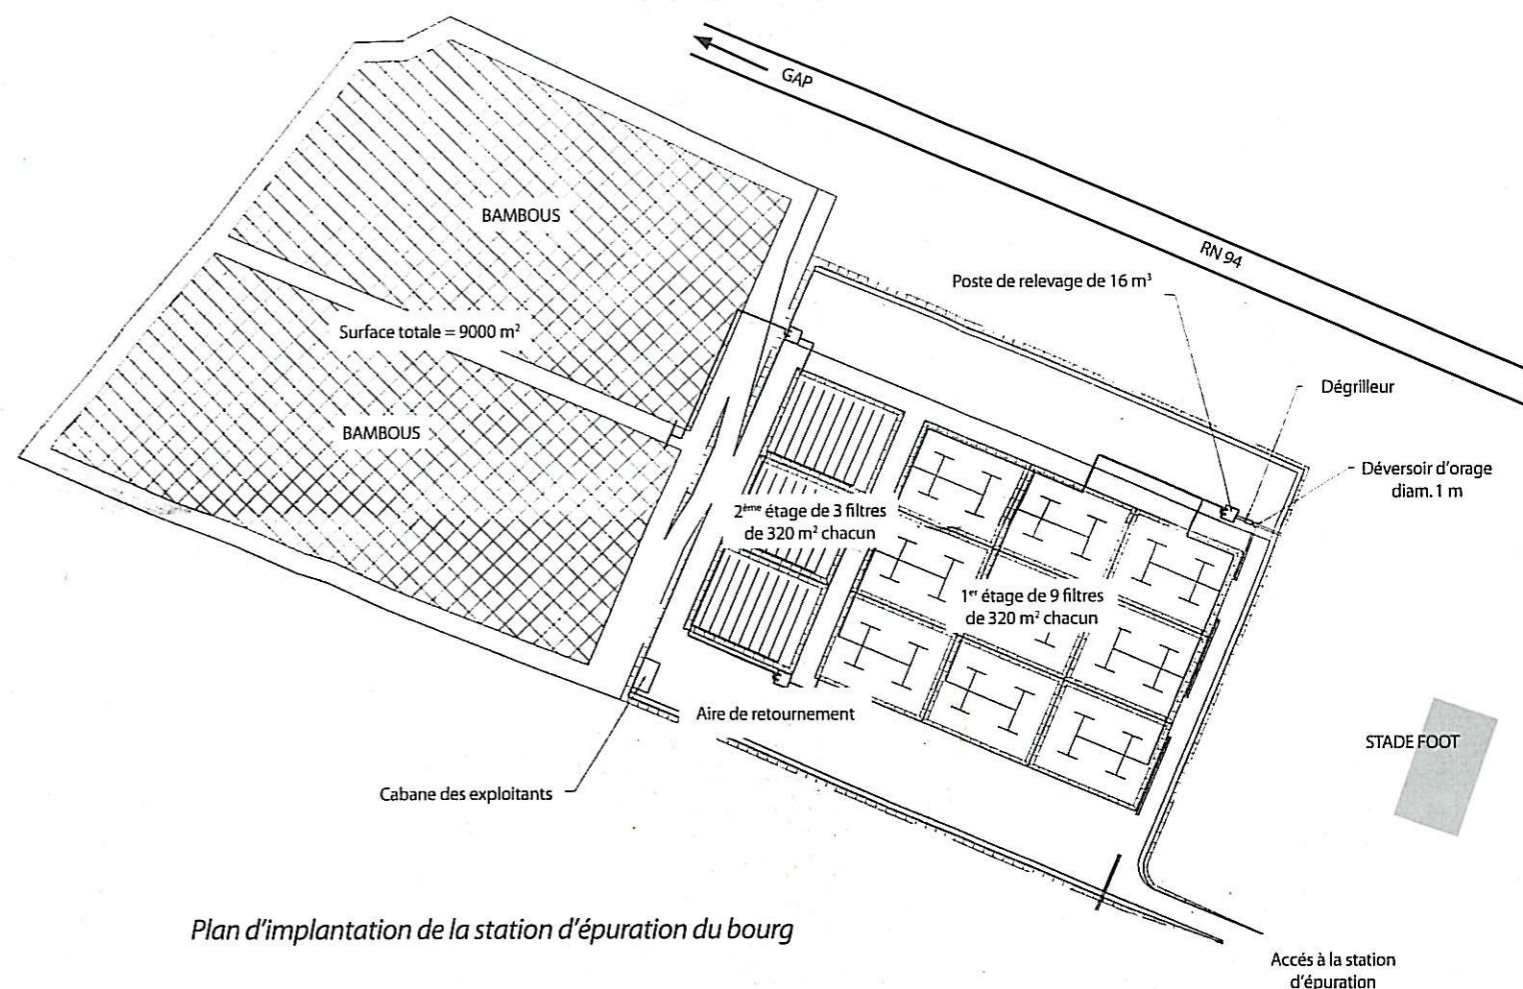 GAP
BAMBOUS
RN 94
Poste de relevage de 16 m³
Surface totale = 9000 m²
Dégrilleur
BAMBOUS
Déversoir d'orage
diam. 1 m
2ème étage de 3 filtres
de 320 m² chacun
1er étage de 9 filtres
de 320 m² chacun
Aire de retournement
STADE FOOT
Cabane des exploitants
Plan d'implantation de la station d'épuration du bourg
Accés à la station
d'épuration